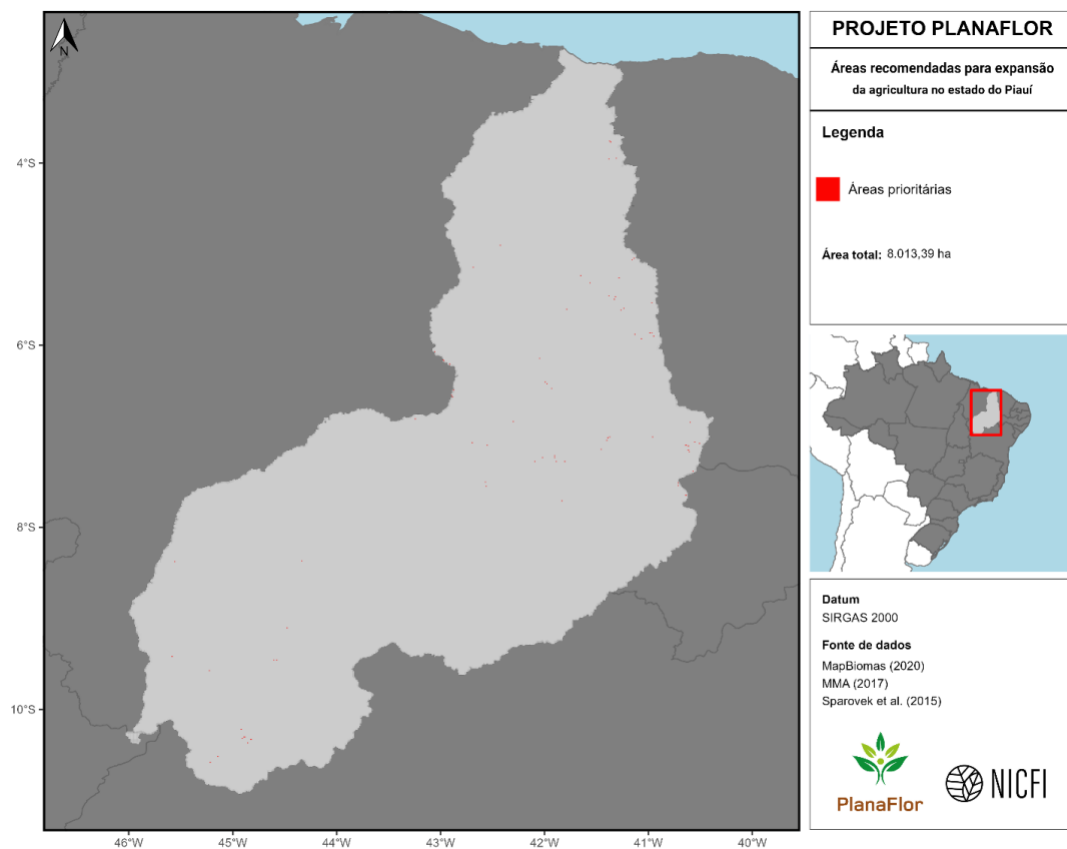 N
4°S
6°S
8°S
10°S
46°W
45°W
44°W
43°W
42°W
41°W
40°W
PROJETO PLANAFLOR
Áreas recomendadas para expansão
da agricultura no estado do Piauí
Legenda
Áreas prioritárias
Área total: 8.013,39 ha
Datum
SIRGAS 2000
Fonte de dados
MapBiomas (2020)
MMA (2017)
Sparovek et al. (2015)
PlanaFlor
NICFI